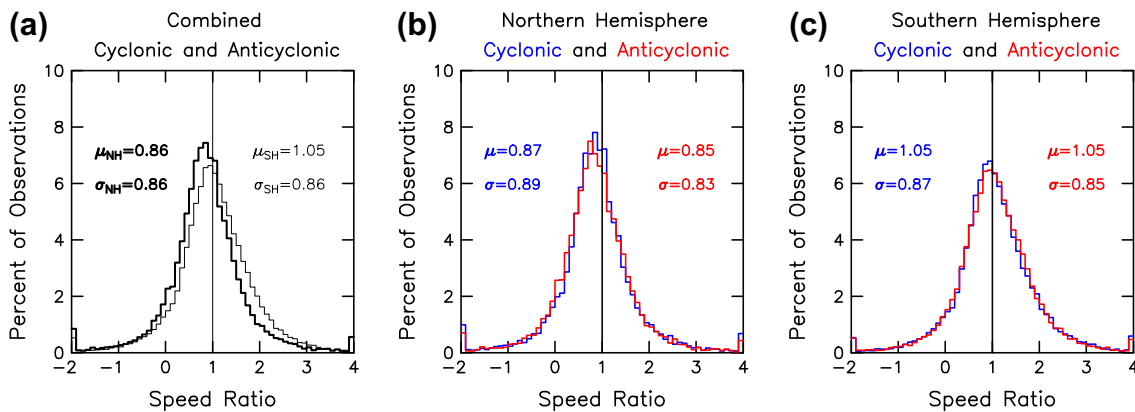 (a)
Combined
Cyclonic and Anticyclonic
Percent of Observations
10
8
6
4
2
0
μNH=0.86
σNH=0.86
μSH=1.05
σSH=0.86
−2 −1 0 1 2 3 4
Speed Ratio
(b)
Northern Hemisphere
Cyclonic and Anticyclonic
Percent of Observations
10
8
6
4
2
0
μ=0.87
σ=0.89
μ=0.85
σ=0.83
−2 −1 0 1 2 3 4
Speed Ratio
(c)
Southern Hemisphere
Cyclonic and Anticyclonic
Percent of Observations
10
8
6
4
2
0
μ=1.05
σ=0.87
μ=1.05
σ=0.85
−2 −1 0 1 2 3 4
Speed Ratio